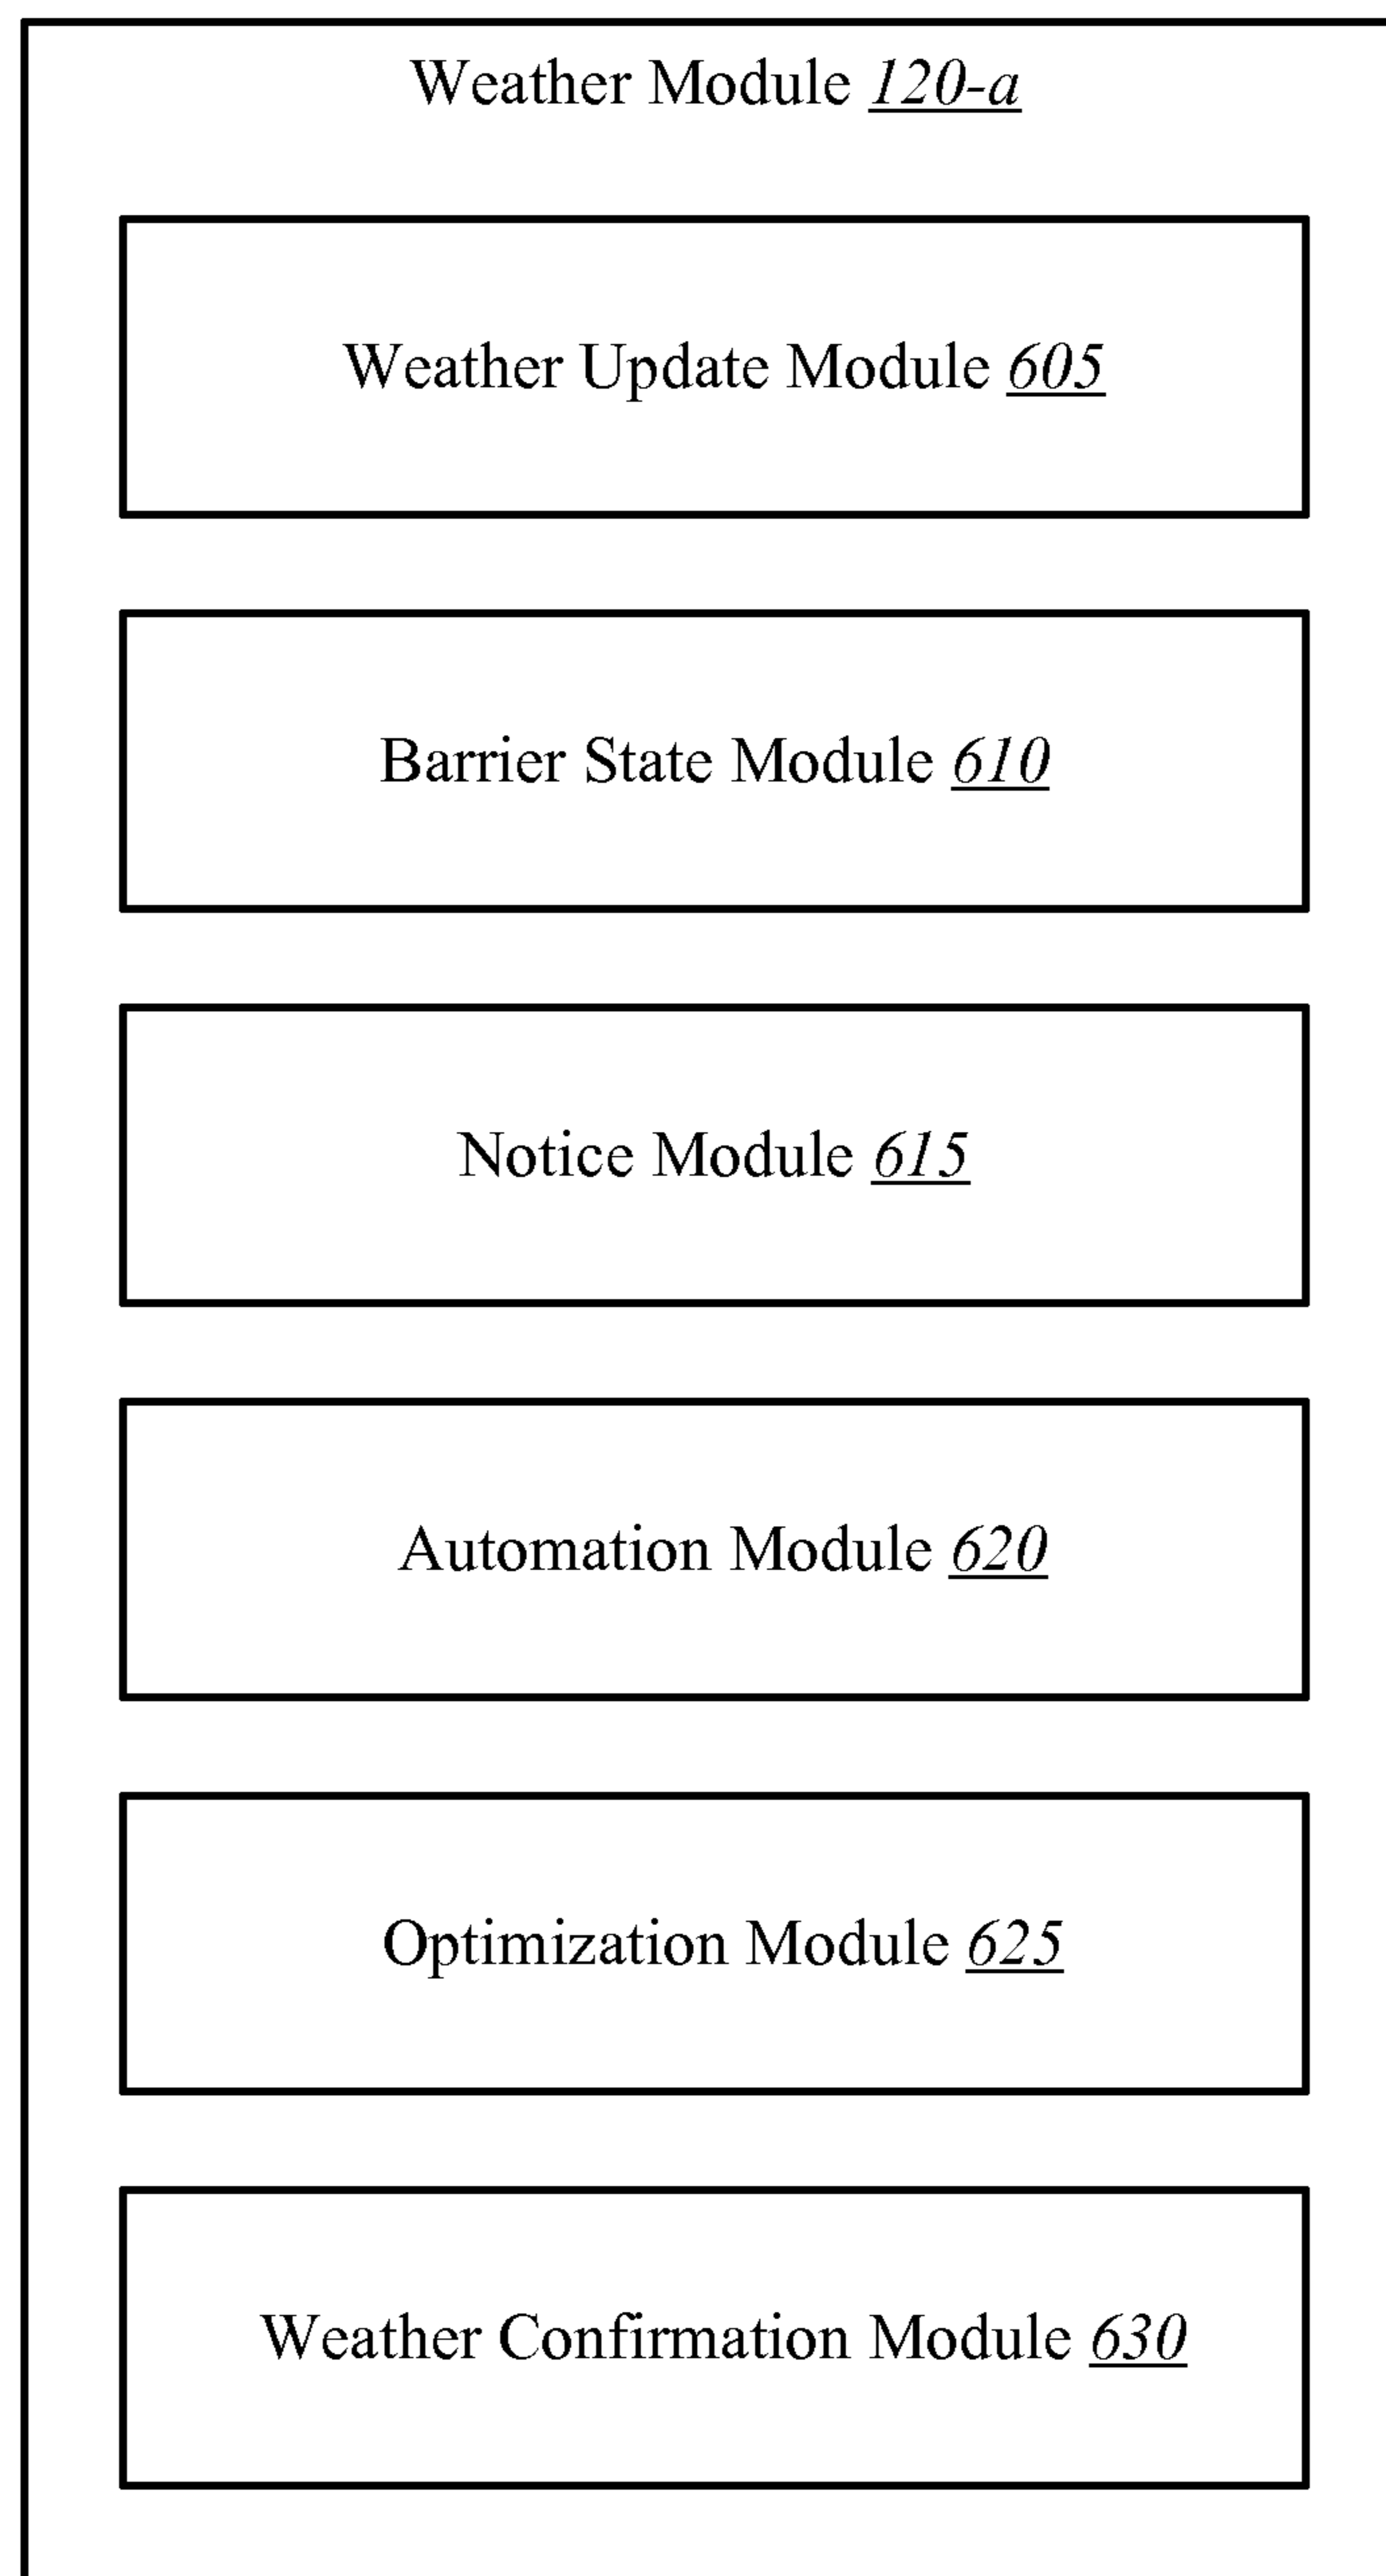 Weather Module 120-a
Weather Update Module 605
Barrier State Module 610
Notice Module 615
Automation Module 620
Optimization Module 625
Weather Confirmation Module 630